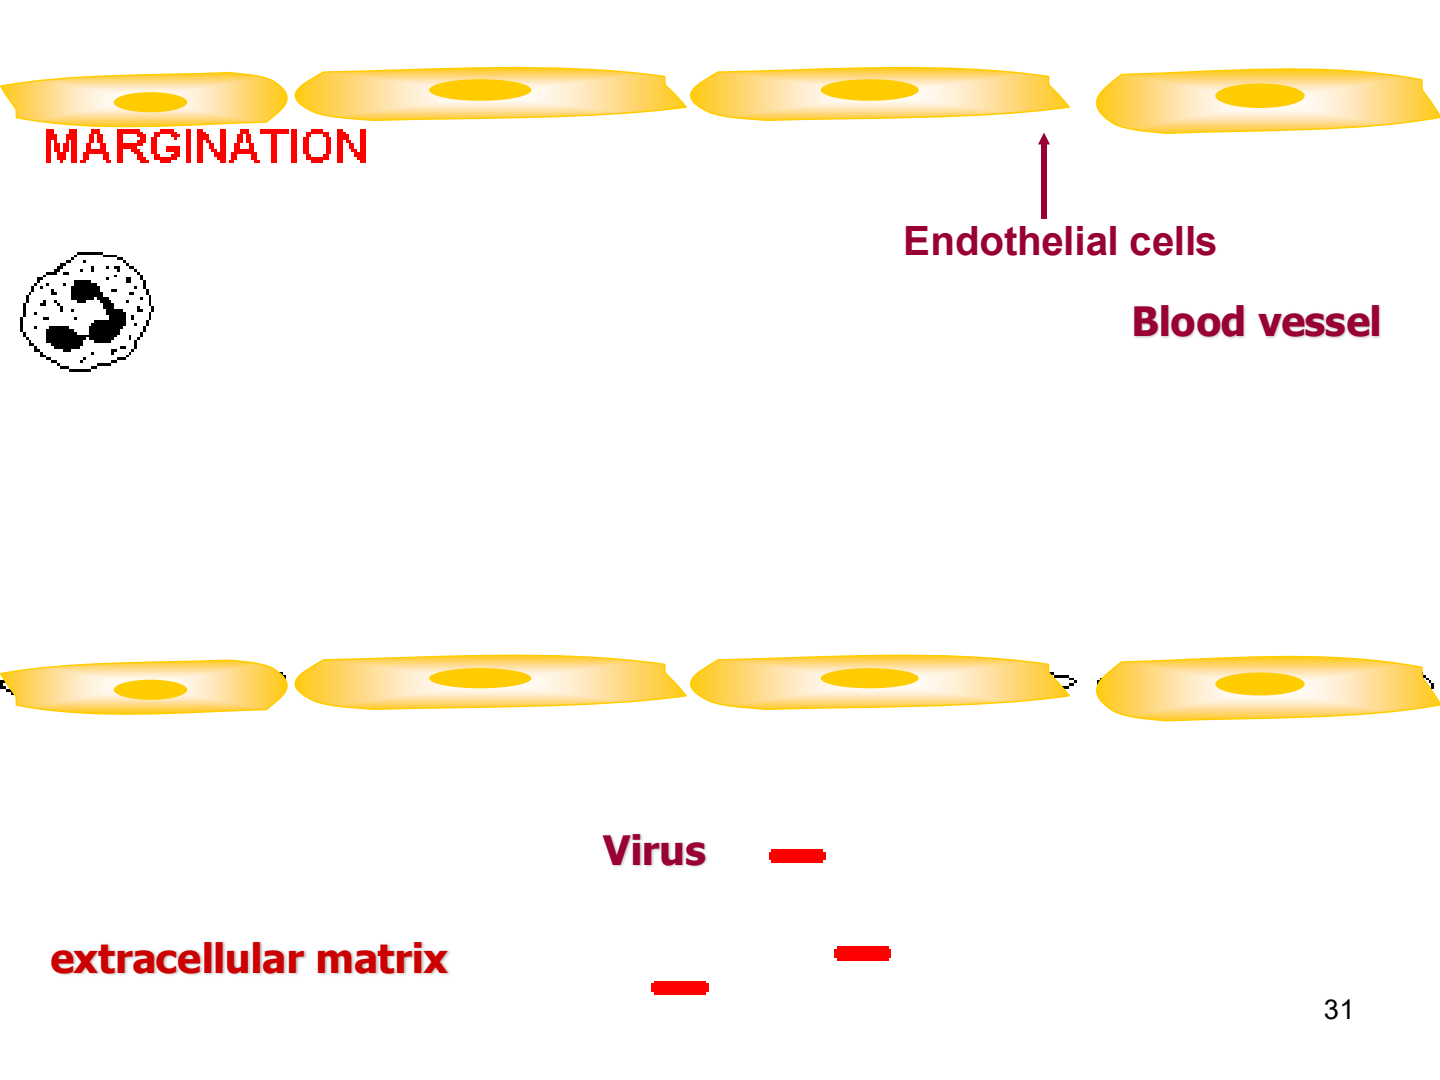 MARGINATION
Endothelial cells
Blood vessel
Virus
extracellular matrix
31